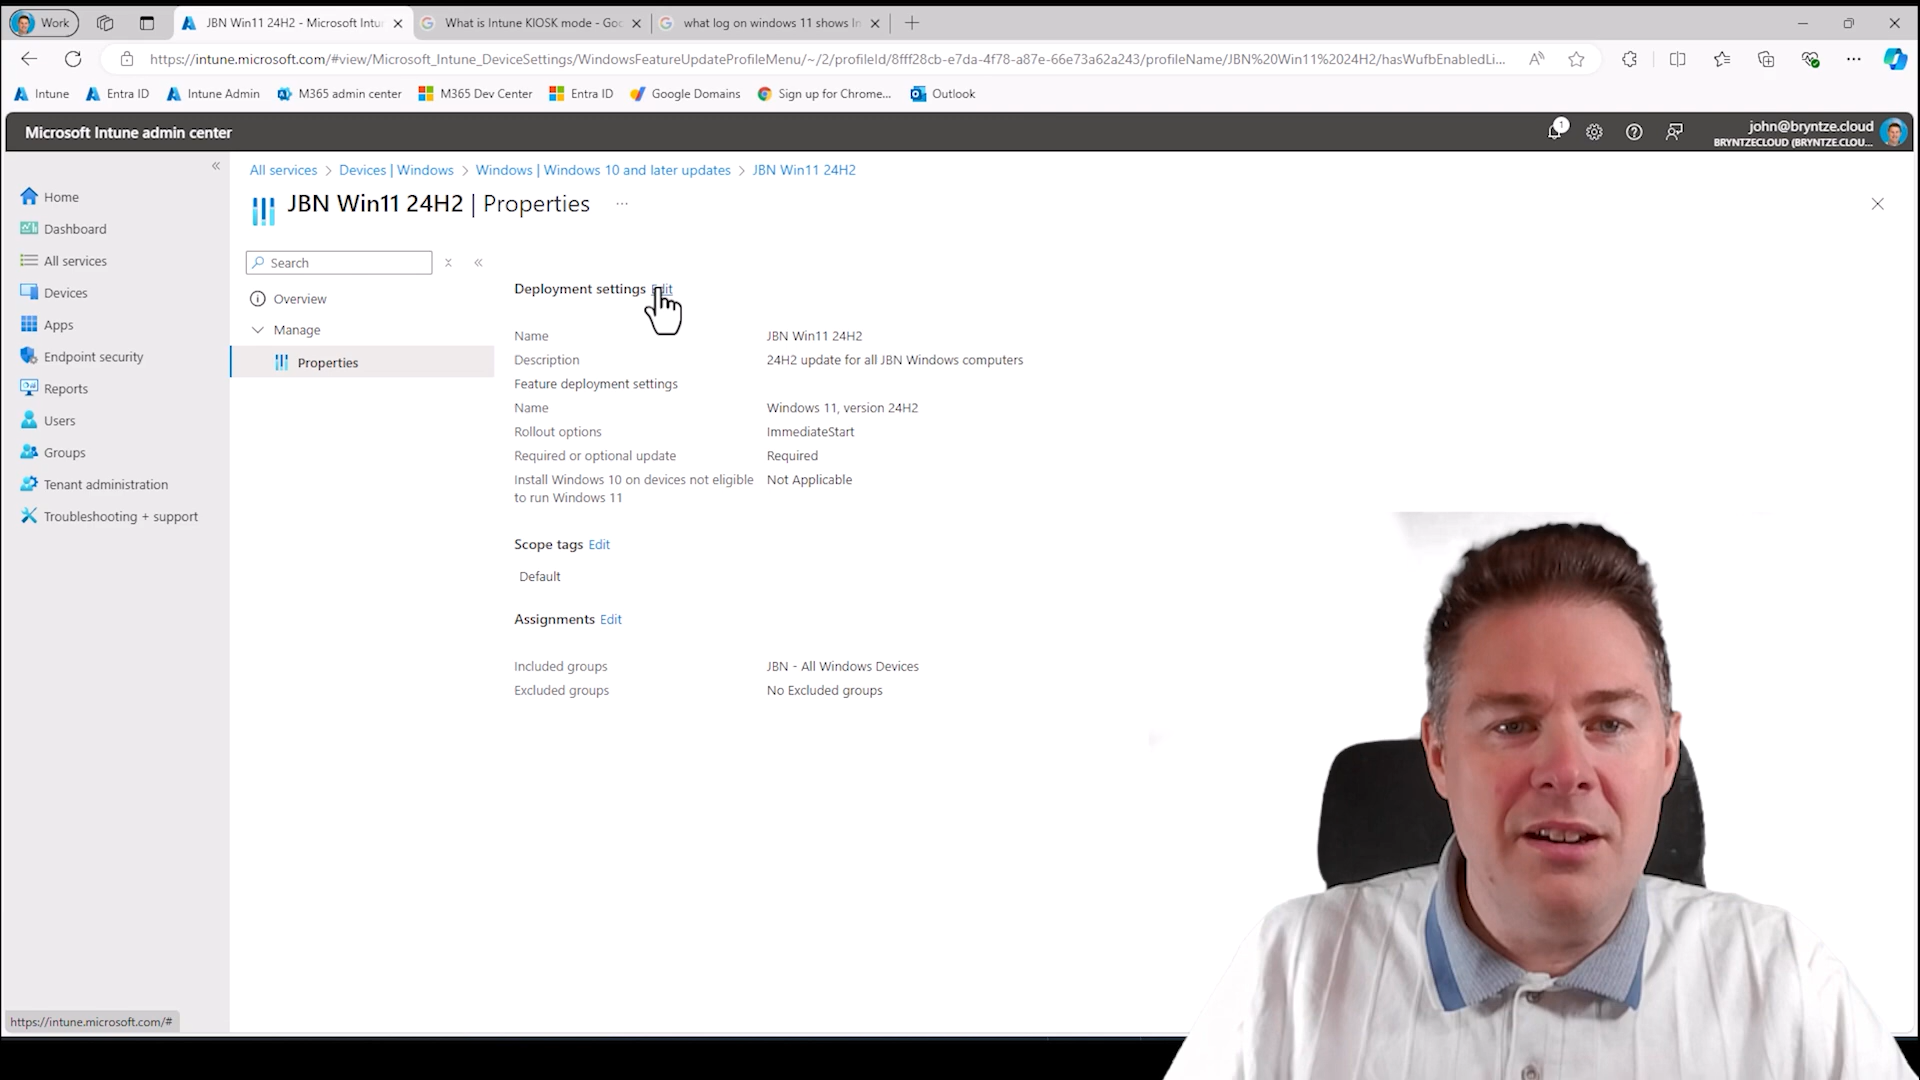 Work
JBN Win11 24H2 - Microsoft Intun
What is Intune KIOSK mode - Goo
what log on windows 11 shows In
https://intune.microsoft.com/#view/Microsoft_Intune_DeviceSettings/WindowsFeatureUpdateProfileMenu/~/2/profileId/8fff28cb-e7da-4f78-a87e-66e73a62a243/profileName/JBN%20Win11%2024H2/hasWufbEnabledLi...
Intune
Entra ID
Intune Admin
M365 admin center
M365 Dev Center
Entra ID
Google Domains
Sign up for Chrome...
Outlook
Microsoft Intune admin center
1
john@bryntze.cloud
BRYNTZECLOUD (BRYNTZE.CLOU...
Home
Dashboard
All services
Devices
Apps
Endpoint security
Reports
Users
Groups
Tenant administration
Troubleshooting + support
All services > Devices | Windows > Windows | Windows 10 and later updates > JBN Win11 24H2
JBN Win11 24H2 | Properties
Search
Overview
Manage
Properties
Deployment settings Edit
Name JBN Win11 24H2
Description 24H2 update for all JBN Windows computers
Feature deployment settings
Name Windows 11, version 24H2
Rollout options ImmediateStart
Required or optional update Required
Install Windows 10 on devices not eligible Not Applicable
to run Windows 11
Scope tags Edit
Default
Assignments Edit
Included groups JBN - All Windows Devices
Excluded groups No Excluded groups
https://intune.microsoft.com/#